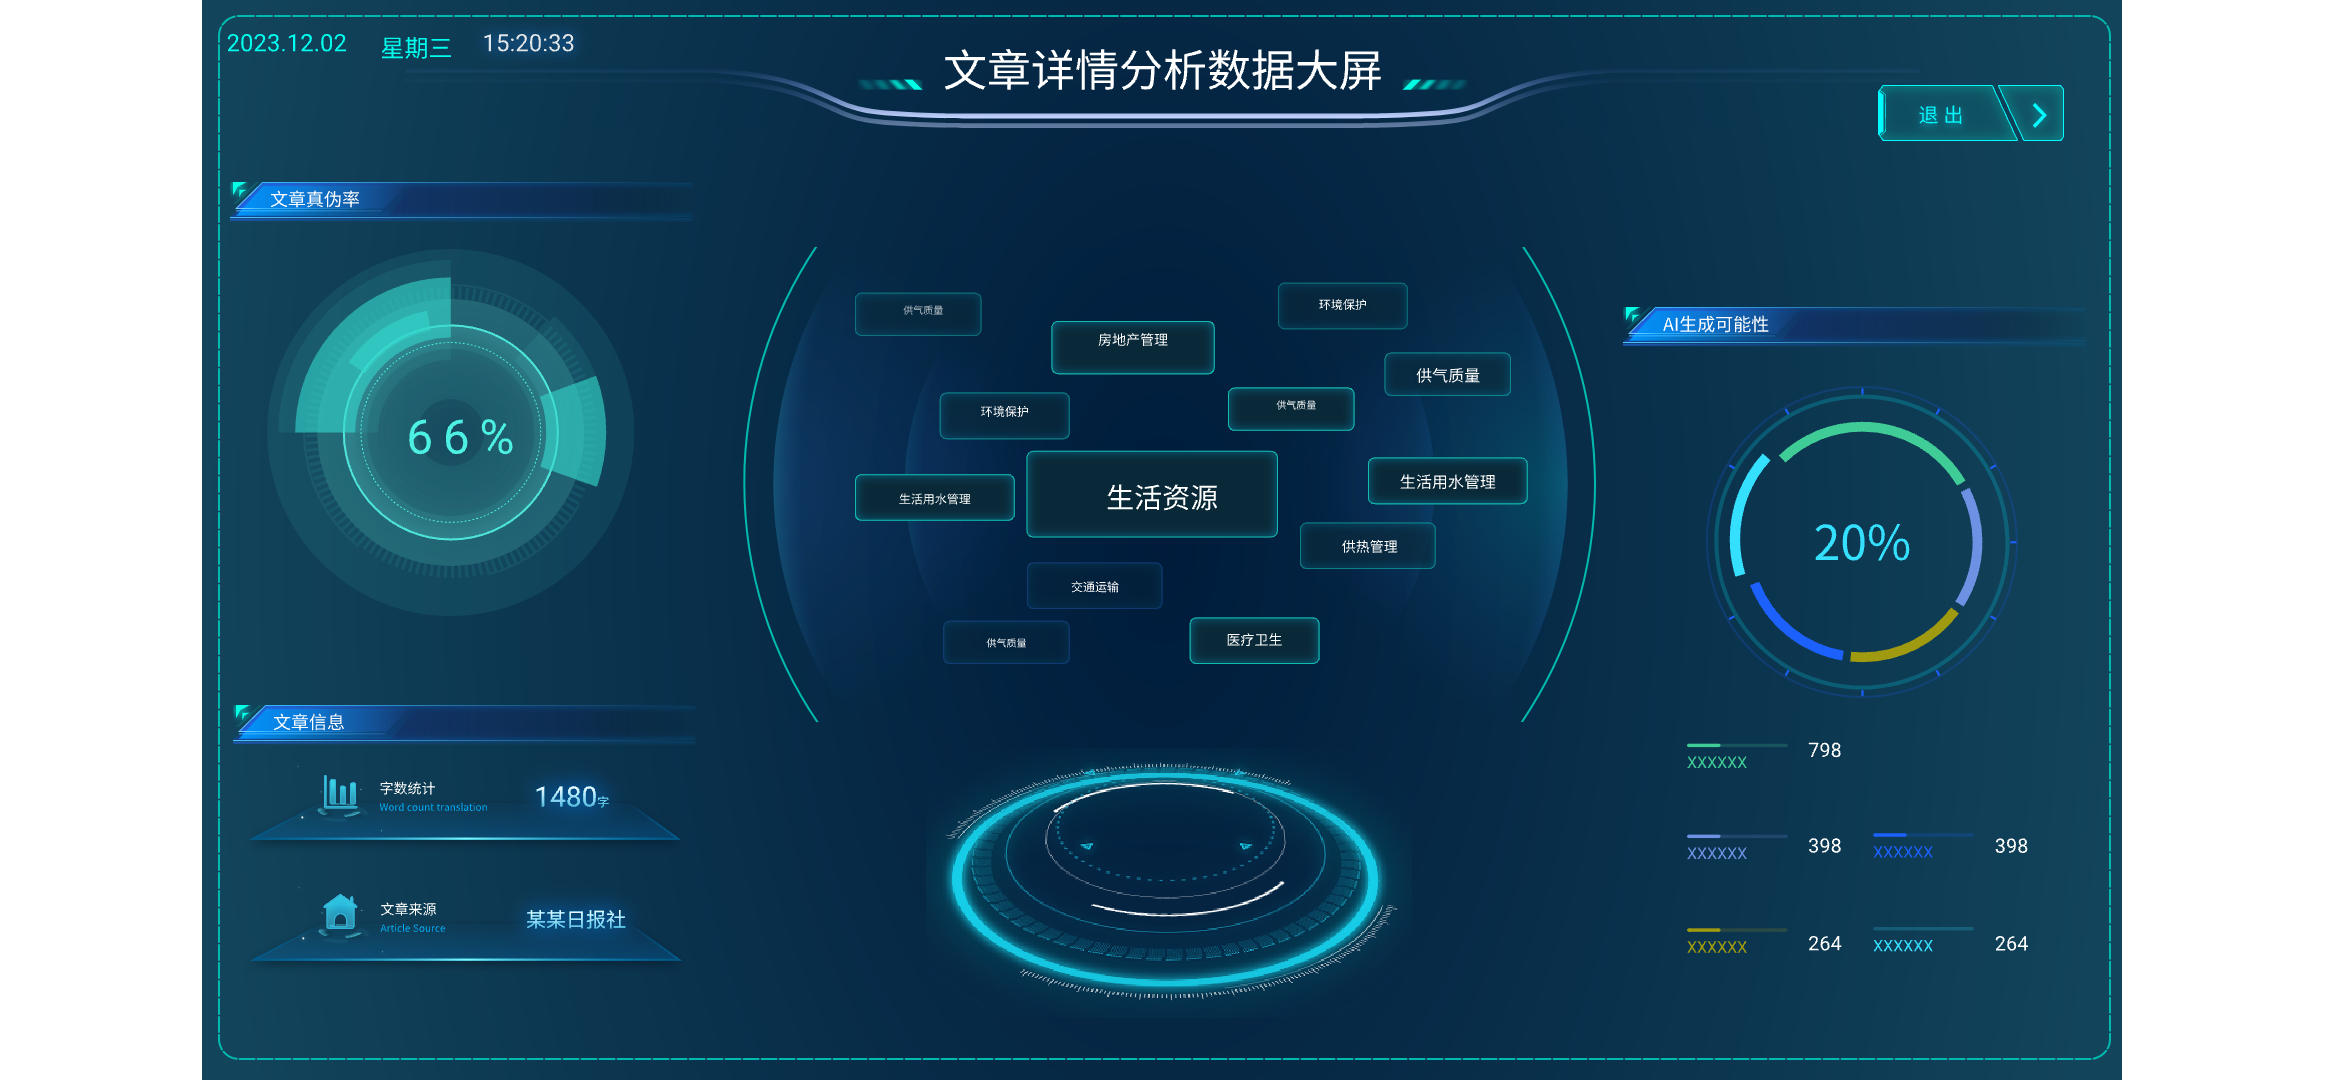 2023.12.02 星期三 15:20:33
文章详情分析数据大屏
退出
文章真伪率
66%
文章信息
字数统计
Word count translation
1480字
文章来源
Article Source
某某日报社
供气质量
环境保护
房地产管理
供气质量
环境保护
供气质量
生活用水管理
生活资源
生活用水管理
供热管理
交通运输
供气质量
医疗卫生
AI生成可能性
20%
XXXXXX 798
XXXXXX 398
XXXXXX 398
XXXXXX 264
XXXXXX 264